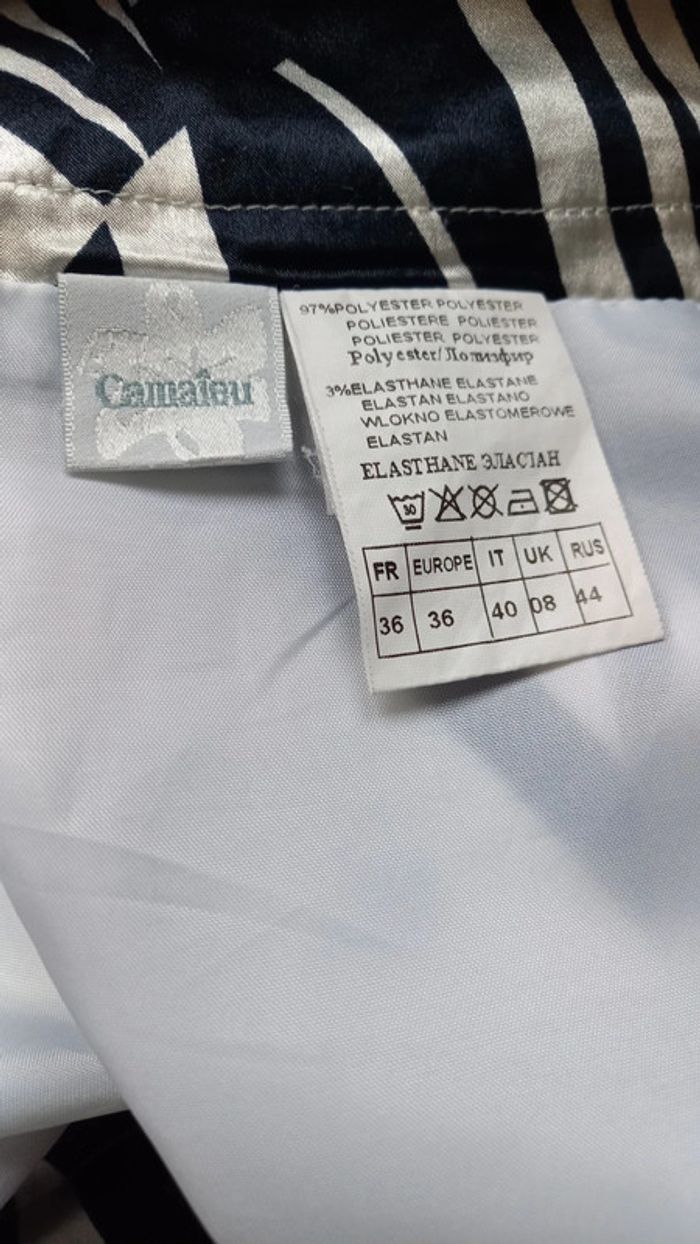 Camaïeu
97%POLYESTER POLYESTER
POLIESTERE POLIESTER
POLIESTER POLYESTER
Polyester/Полиэфир
3%ELASTHANE ELASTANE
ELASTAN ELASTANO
WLOKNO ELASTOMEROWE
ELASTAN
ELASTHANE ЭЛАСТАН
30
FR EUROPE IT UK RUS
36 36 40 08 44